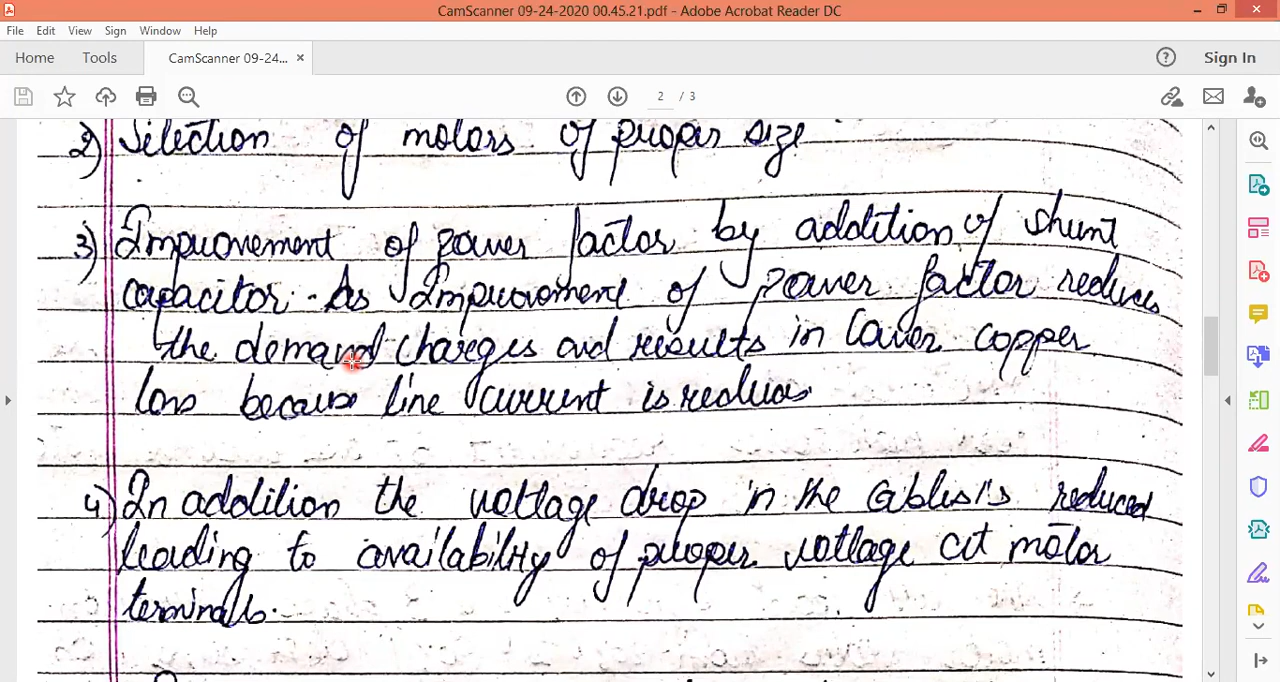 CamScanner 09-24-2020 00.45.21.pdf - Adobe Acrobat Reader DC
File Edit View Sign Window Help
Home Tools CamScanner 09-24... × ? Sign In
2 / 3
2) Selection of motors of proper size
3) Improvement of power factor by addition of shunt
capacitor. As Improvement of power factor reduces
the demand charges and results in lower copper
loss because line current is reduces
4) In addition the voltage drop in the cables is reduced
leading to availability of proper voltage at motor
terminals.